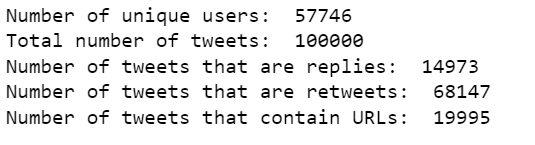 Number of unique users:  57746
Total number of tweets:  100000
Number of tweets that are replies:  14973
Number of tweets that are retweets:  68147
Number of tweets that contain URLs:  19995